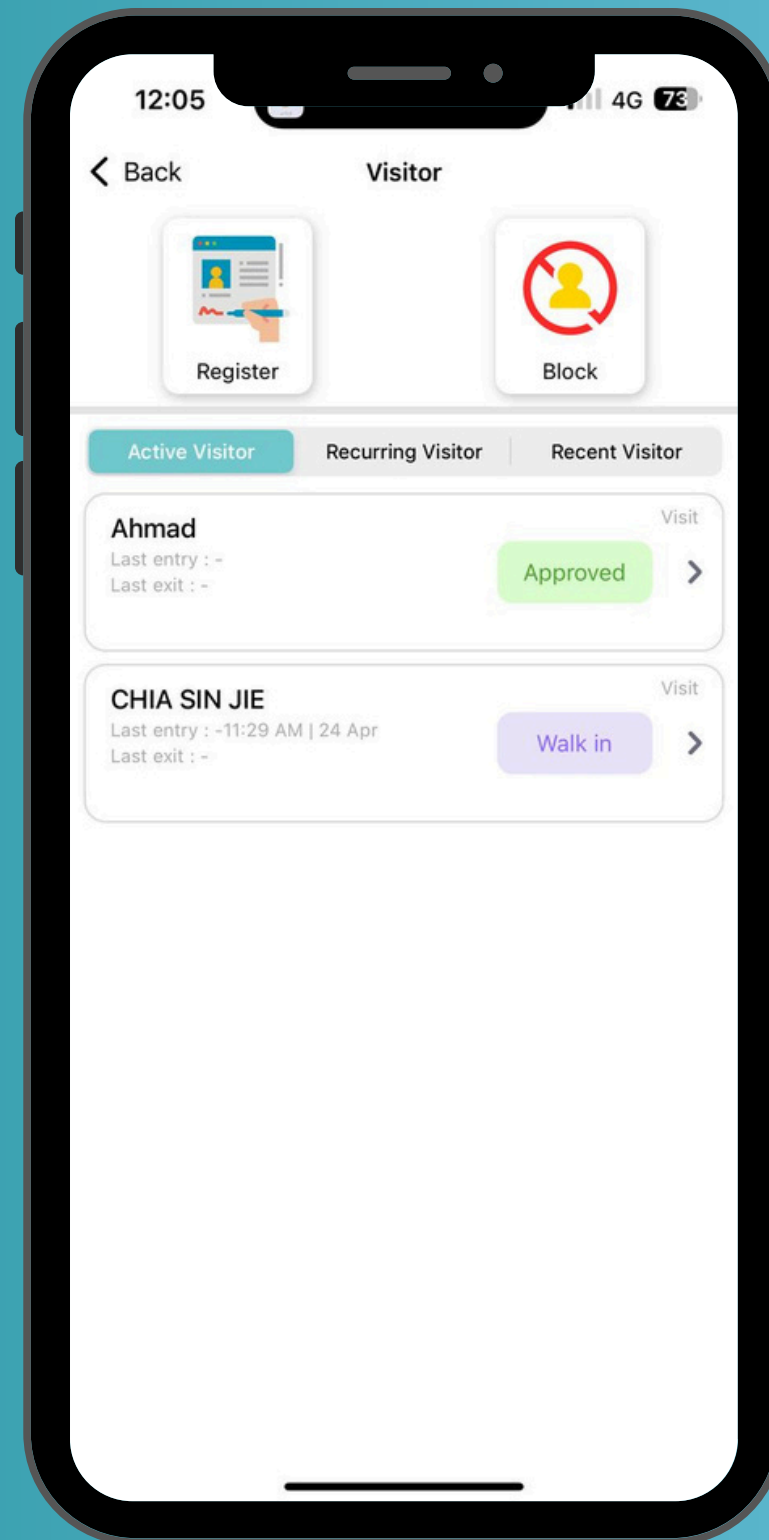 12:05
4G 73
Back
Visitor
Register
Block
Active Visitor
Recurring Visitor
Recent Visitor
Ahmad
Visit
Last entry : -
Last exit : -
Approved
CHIA SIN JIE
Visit
Last entry : -11:29 AM | 24 Apr
Last exit : -
Walk in